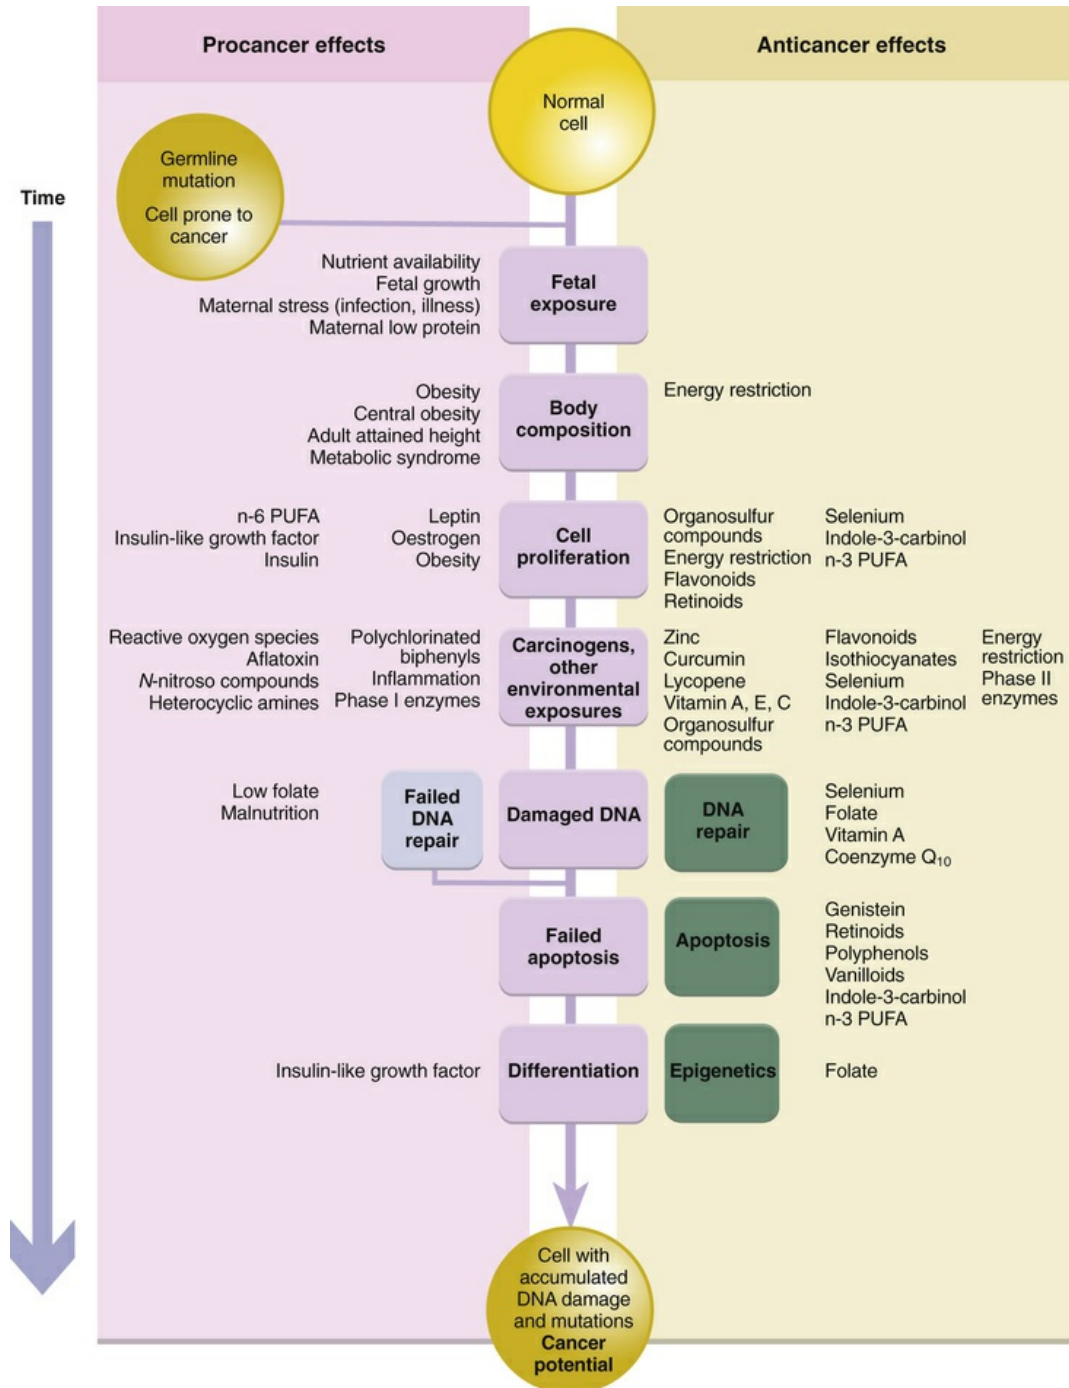 Procancer effects
Anticancer effects
Normal
cell
Germline
mutation
Cell prone to
cancer
Time
Nutrient availability
Fetal growth
Maternal stress (infection, illness)
Maternal low protein
Fetal
exposure
Obesity
Central obesity
Adult attained height
Metabolic syndrome
Body
composition
Energy restriction
n-6 PUFA
Insulin-like growth factor
Insulin
Leptin
Oestrogen
Obesity
Cell
proliferation
Organosulfur
compounds
Energy restriction
Flavonoids
Retinoids
Selenium
Indole-3-carbinol
n-3 PUFA
Reactive oxygen species
Aflatoxin
N-nitroso compounds
Heterocyclic amines
Polychlorinated
biphenyls
Inflammation
Phase I enzymes
Carcinogens,
other
environmental
exposures
Zinc
Curcumin
Lycopene
Vitamin A, E, C
Organosulfur
compounds
Flavonoids
Isothiocyanates
Selenium
Indole-3-carbinol
n-3 PUFA
Energy
restriction
Phase II
enzymes
Low folate
Malnutrition
Failed
DNA
repair
Damaged DNA
DNA
repair
Selenium
Folate
Vitamin A
Coenzyme Q₁₀
Failed
apoptosis
Apoptosis
Genistein
Retinoids
Polyphenols
Vanilloids
Indole-3-carbinol
n-3 PUFA
Insulin-like growth factor
Differentiation
Epigenetics
Folate
Cell with
accumulated
DNA damage
and mutations
Cancer
potential